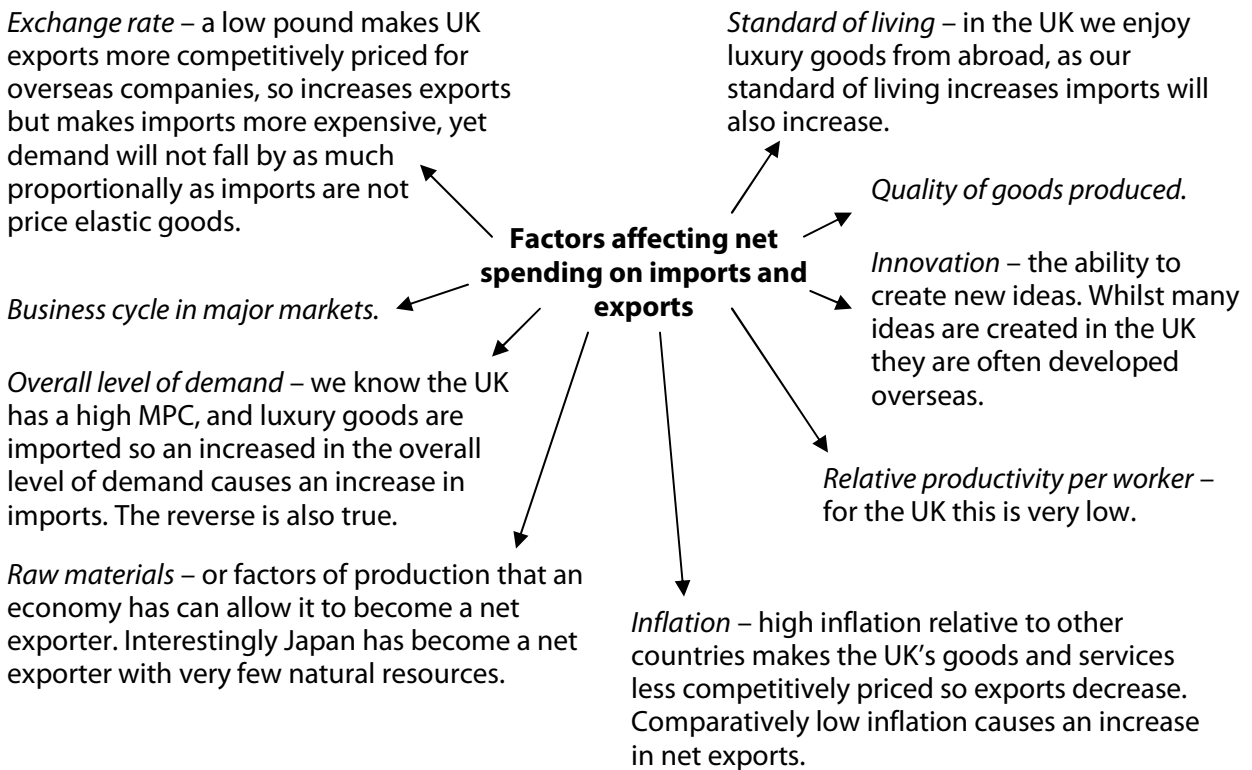 Exchange rate – a low pound makes UK
exports more competitively priced for
overseas companies, so increases exports
but makes imports more expensive, yet
demand will not fall by as much
proportionally as imports are not
price elastic goods.
Standard of living – in the UK we enjoy
luxury goods from abroad, as our
standard of living increases imports will
also increase.
Quality of goods produced.
Factors affecting net
spending on imports and
exports
Innovation – the ability to
create new ideas. Whilst many
ideas are created in the UK
they are often developed
overseas.
Business cycle in major markets.
Overall level of demand – we know the UK
has a high MPC, and luxury goods are
imported so an increased in the overall
level of demand causes an increase in
imports. The reverse is also true.
Relative productivity per worker –
for the UK this is very low.
Raw materials – or factors of production that an
economy has can allow it to become a net
exporter. Interestingly Japan has become a net
exporter with very few natural resources.
Inflation – high inflation relative to other
countries makes the UK's goods and services
less competitively priced so exports decrease.
Comparatively low inflation causes an increase
in net exports.